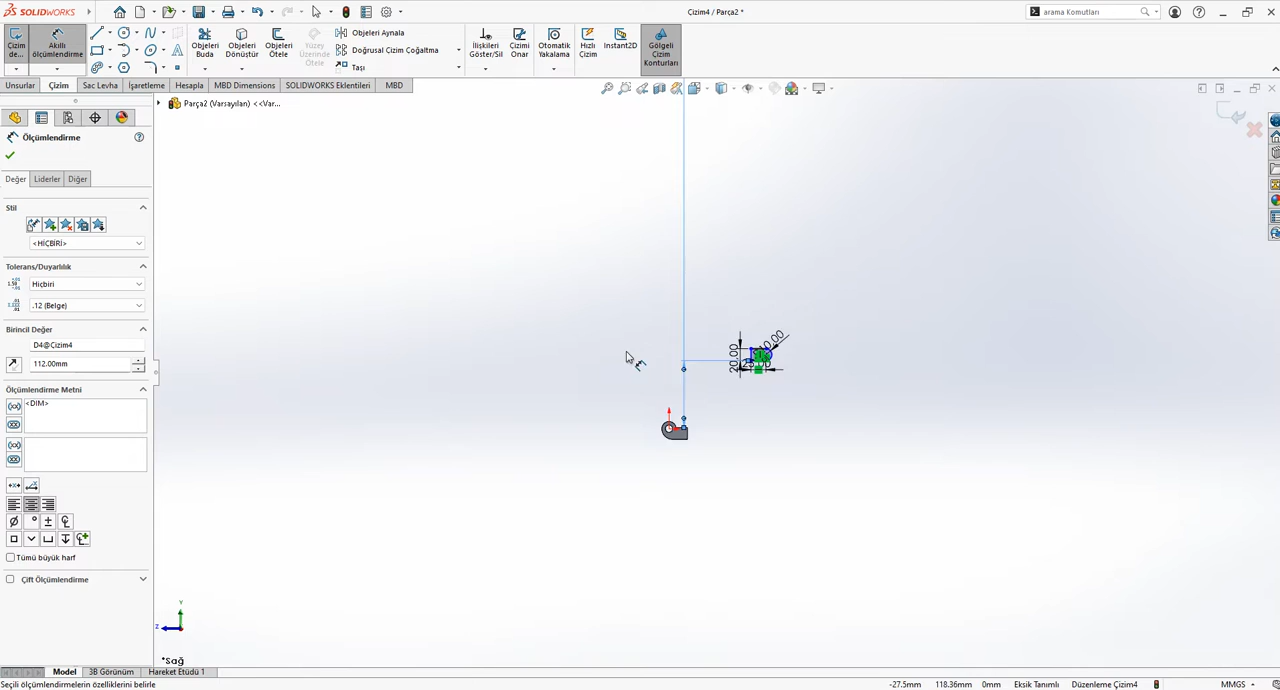 SOLIDWORKS
Çizim4 / Parça2 *
arama Komutları
Çizim de...
Akıllı ölçümlendirme
Objeleri Buda
Objeleri Dönüştür
Objeleri Ötele
Yüzey Üzerinde Ötele
Objeleri Aynala
Doğrusal Çizim Çoğaltma
Taşı
İlişkileri Göster/Sil
Çizimi Onar
Otomatik Yakalama
Hızlı Çizim
Instant2D
Gölgeli Çizim Konturları
Unsurlar
Çizim
Sac Levha
İşaretleme
Hesapla
MBD Dimensions
SOLIDWORKS Eklentileri
MBD
Parça2 (Varsayılan) <<Var...
Ölçümlendirme
Değer
Liderler
Diğer
Stil
<HİÇBİRİ>
Tolerans/Duyarlılık
Hiçbiri
.12 (Belge)
Birincil Değer
D4@Çizim4
112.00mm
Ölçümlendirme Metni
<DIM>
Tümü büyük harf
Çift Ölçümlendirme
20.00
Y
Z
*Sağ
Model
3B Görünüm
Hareket Etüdü 1
Seçili ölçümlendirmelerin özelliklerini belirle
-27.5mm
118.36mm
0mm
Eksik Tanımlı
Düzenleme Çizim4
MMGS